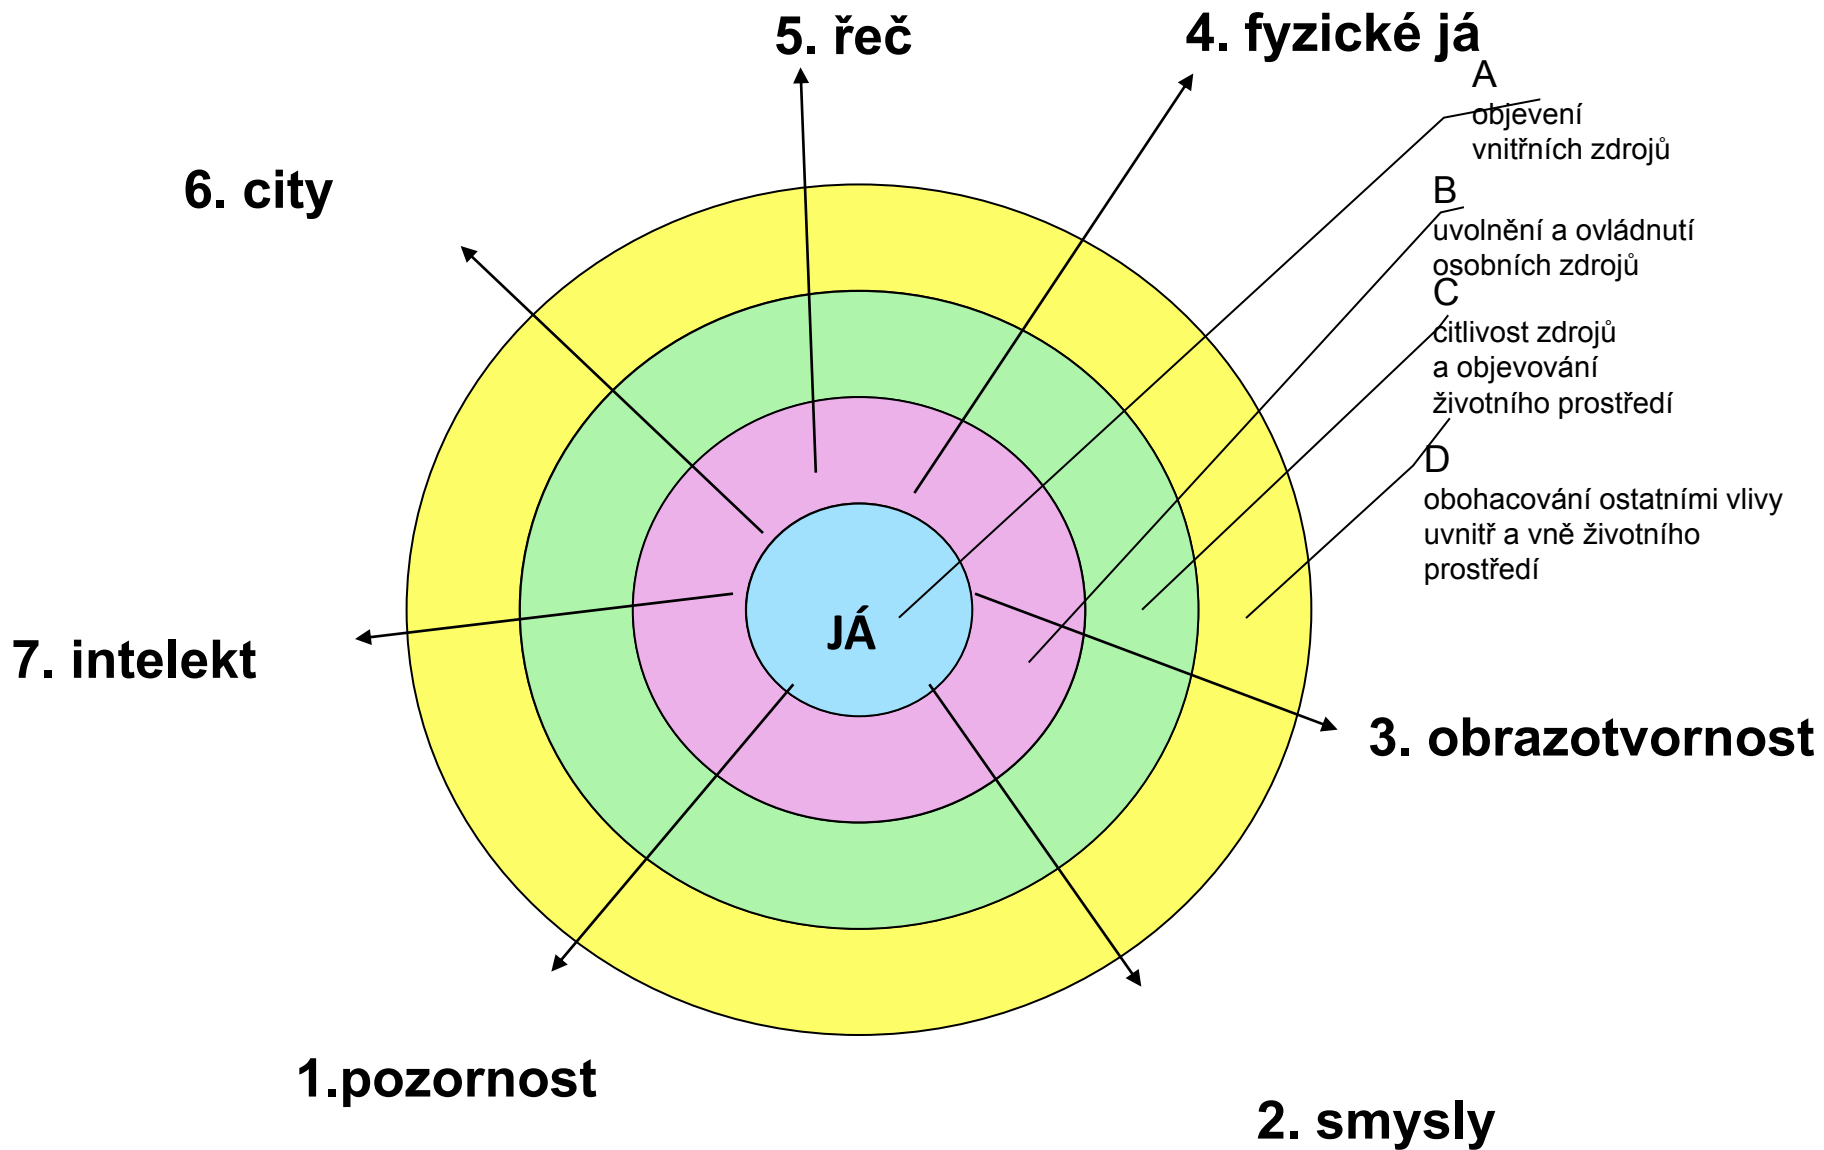 5. řeč
4. fyzické já
A
objevení
vnitřních zdrojů
6. city
B
uvolnění a ovládnutí
osobních zdrojů
C
citlivost zdrojů
a objevování
životního prostředí
D
obohacování ostatními vlivy
uvnitř a vně životního
prostředí
JÁ
7. intelekt
3. obrazotvornost
1.pozornost
2. smysly